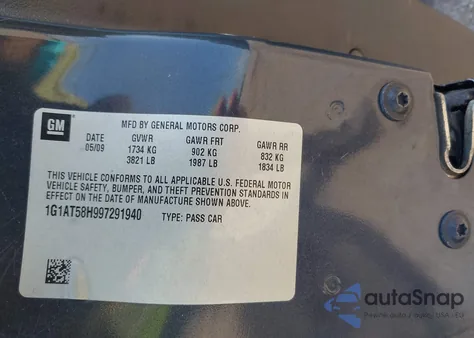 GM
MFD BY GENERAL MOTORS CORP.
DATE GVWR GAWR FRT GAWR RR
05/09 1734 KG 902 KG 832 KG
3821 LB 1987 LB 1834 LB
THIS VEHICLE CONFORMS TO ALL APPLICABLE U.S. FEDERAL MOTOR
VEHICLE SAFETY, BUMPER, AND THEFT PREVENTION STANDARDS IN
EFFECT ON THE DATE OF MANUFACTURE SHOWN ABOVE.
1G1AT58H997291940 TYPE: PASS CAR
autoSnap